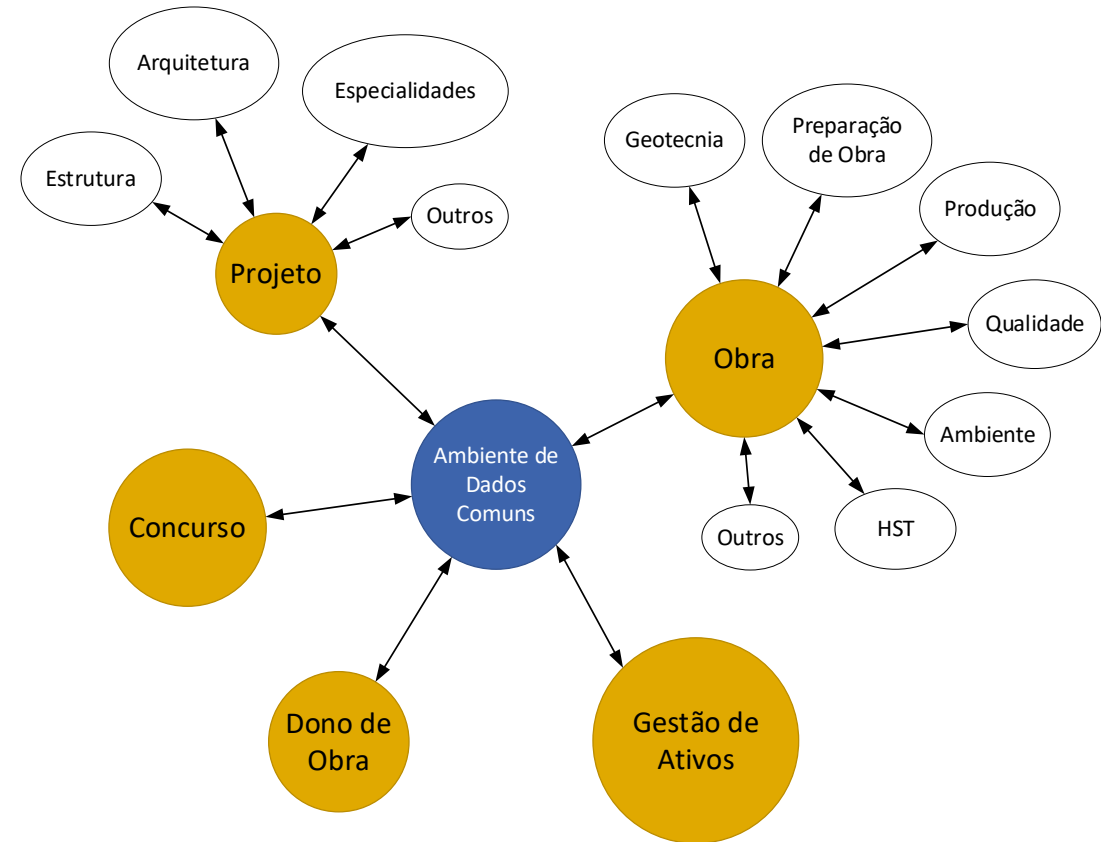 Arquitetura
Especialidades
Estrutura
Outros
Projeto
Geotecnia
Preparação
de Obra
Produção
Qualidade
Obra
Ambiente
HST
Outros
Ambiente de
Dados
Comuns
Concurso
Dono de
Obra
Gestão de
Ativos